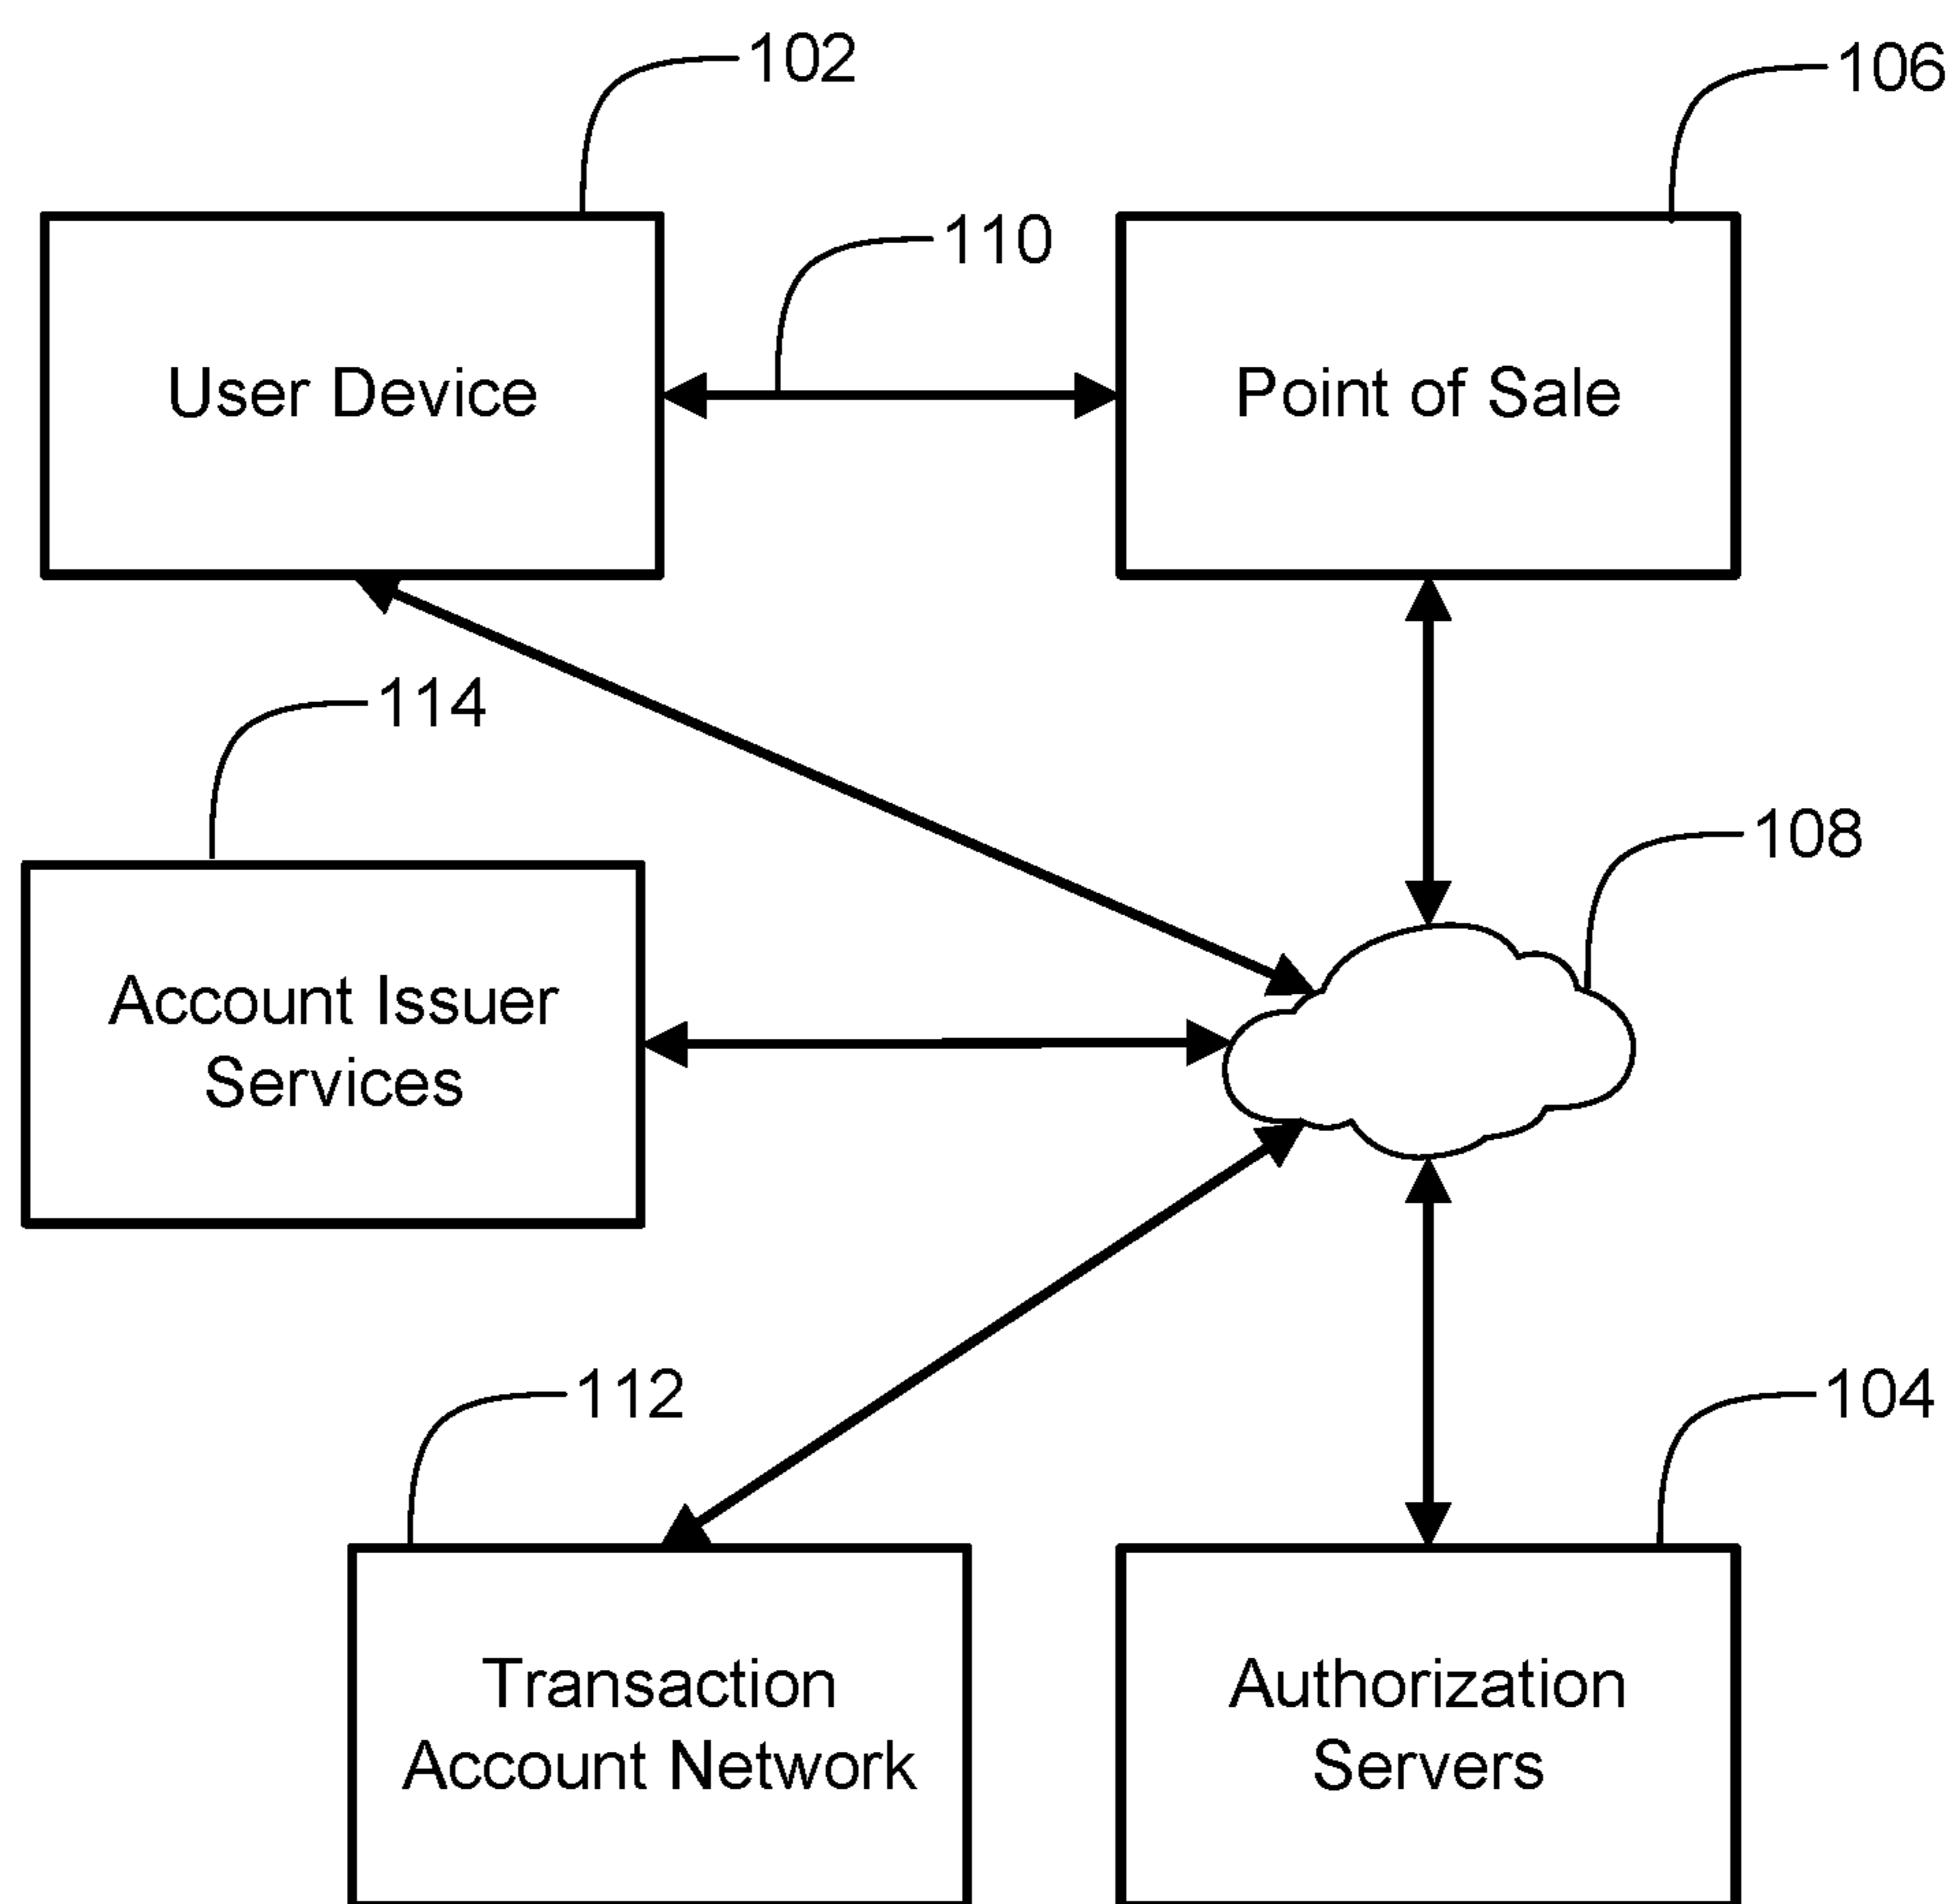 102
106
110
User Device
Point of Sale
114
108
Account Issuer
Services
112
104
Transaction
Account Network
Authorization
Servers